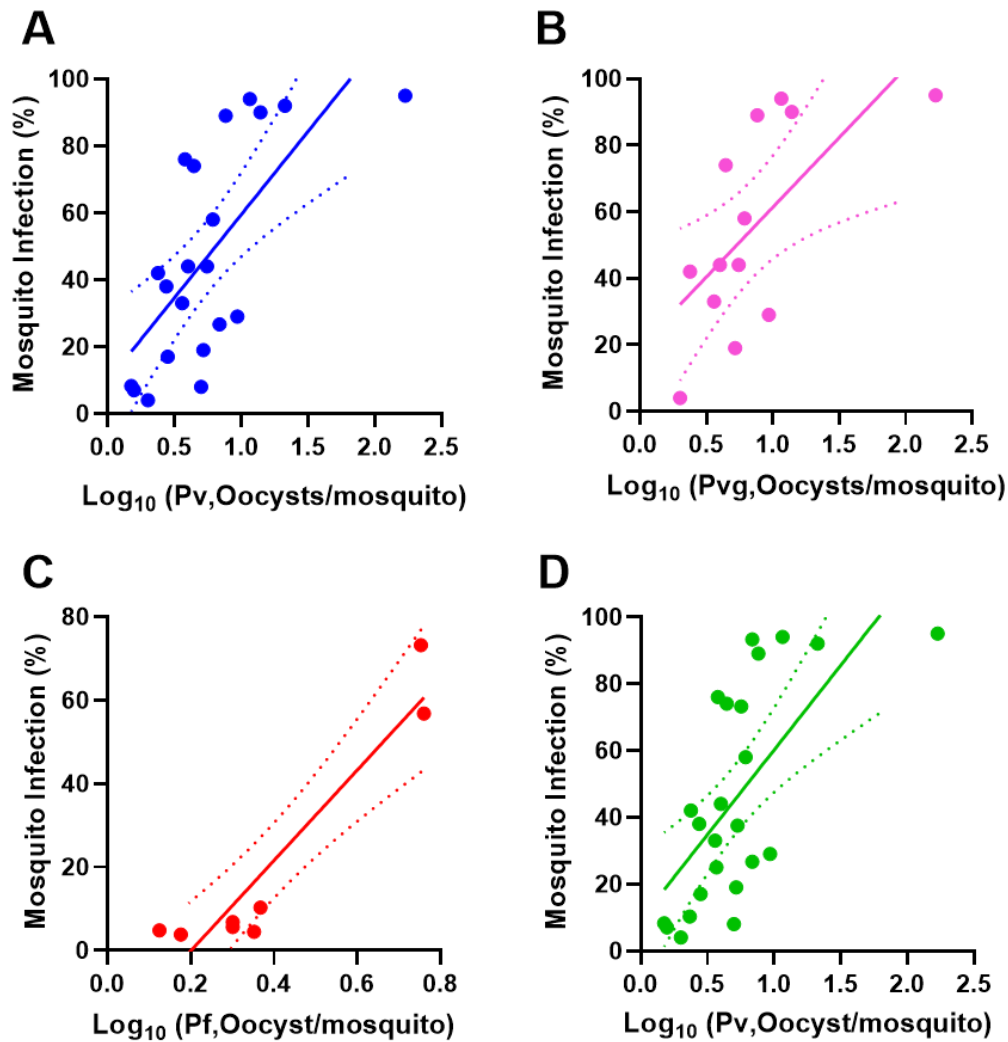 A
Mosquito Infection (%)
100
80
60
40
20
0
0.0 0.5 1.0 1.5 2.0 2.5
Log₁₀ (Pv,Oocysts/mosquito)
B
Mosquito Infection (%)
100
80
60
40
20
0
0.0 0.5 1.0 1.5 2.0 2.5
Log₁₀ (Pvg,Oocysts/mosquito)
C
Mosquito Infection (%)
80
60
40
20
0
0.0 0.2 0.4 0.6 0.8
Log₁₀ (Pf,Oocyst/mosquito)
D
Mosquito Infection (%)
100
80
60
40
20
0
0.0 0.5 1.0 1.5 2.0 2.5
Log₁₀ (Pv,Oocyst/mosquito)